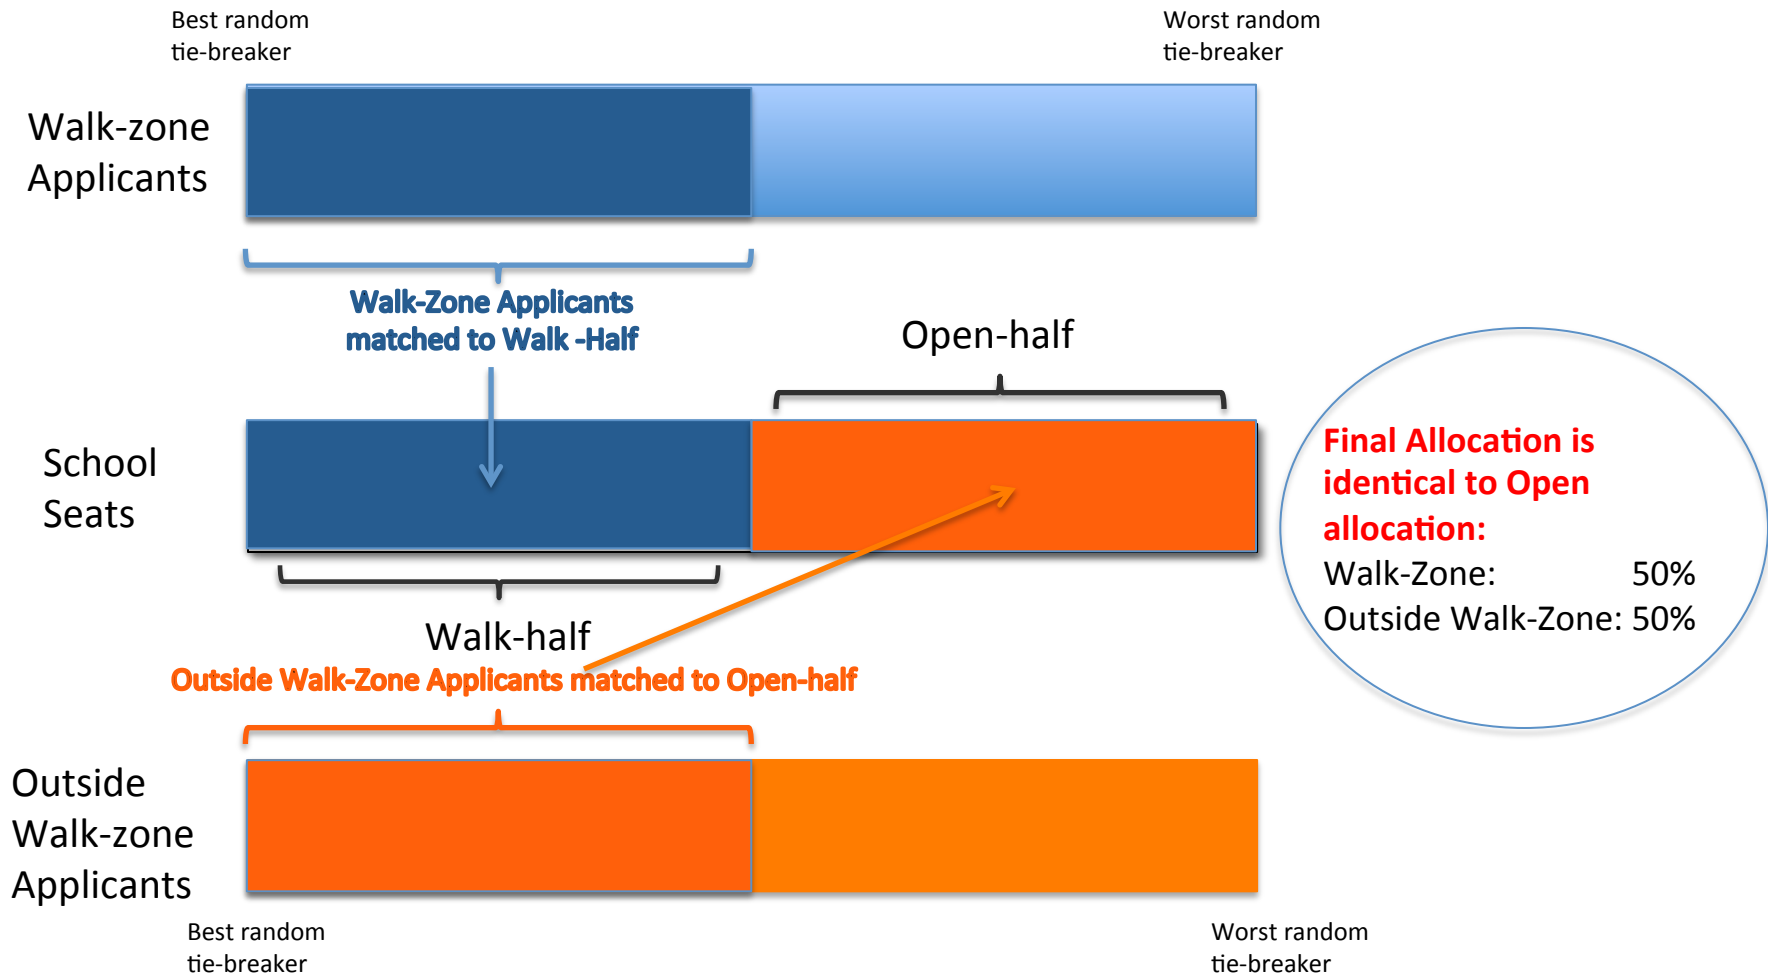 Best random
tie-breaker
Worst random
tie-breaker
Walk-zone
Applicants
Walk-Zone Applicants
matched to Walk -Half
Open-half
School
Seats
Final Allocation is
identical to Open
allocation:
Walk-Zone: 50%
Outside Walk-Zone: 50%
Walk-half
Outside Walk-Zone Applicants matched to Open-half
Outside
Walk-zone
Applicants
Best random
tie-breaker
Worst random
tie-breaker